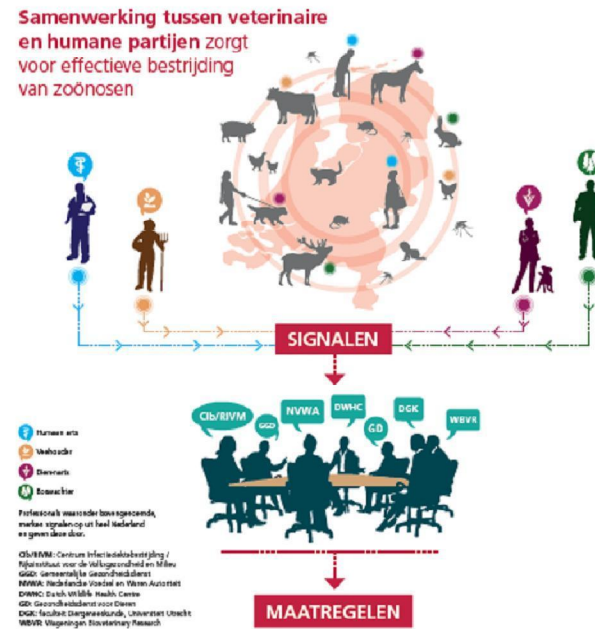 Samenwerking tussen veterinaire
en humane partijen zorgt
voor effectieve bestrijding
van zoönosen
SIGNALEN
CIb/RIVM
GGD
NVWA
DWHC
GD
DGK
WBVR
Humaan arts
Veehouder
Dierenarts
Boswachter
Professionals waaronder bovengenoemde,
merken signalen op uit heel Nederland
en geven deze door.
CIb/RIVM: Centrum Infectieziektebestrijding /
Rijksinstituut voor de Volksgezondheid en Milieu
GGD: Gemeentelijke Gezondheidsdienst
NVWA: Nederlandse Voedsel en Waren Autoriteit
DWHC: Dutch Wildlife Health Centre
GD: Gezondheidsdienst voor Dieren
DGK: faculteit Diergeneeskunde, Universiteit Utrecht
WBVR: Wageningen Bioveterinary Research
MAATREGELEN